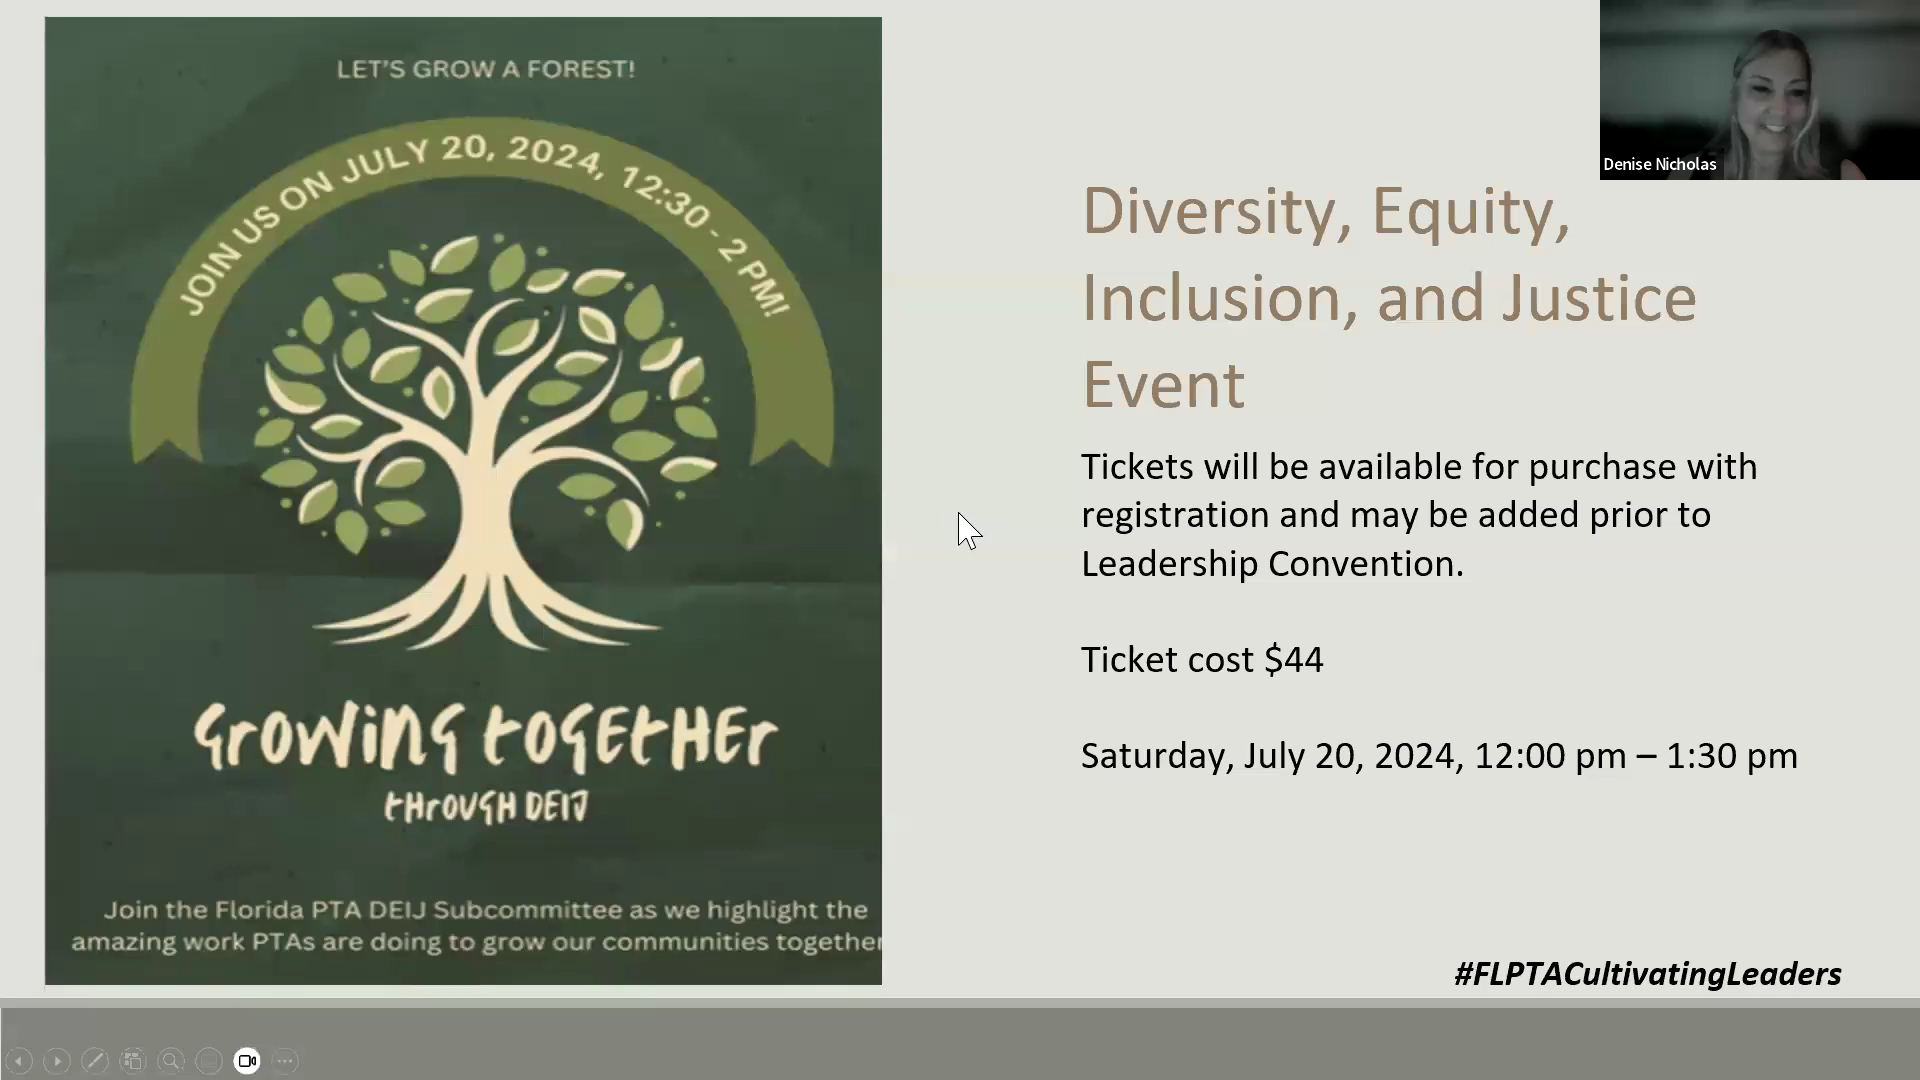 LET'S GROW A FOREST!
JOIN US ON JULY 20, 2024, 12:30 - 2 PM!
GrowinG toGEtHEr
tHrouGH DEIJ
Join the Florida PTA DEIJ Subcommittee as we highlight the
amazing work PTAs are doing to grow our communities together
Denise Nicholas
Diversity, Equity,
Inclusion, and Justice
Event
Tickets will be available for purchase with
registration and may be added prior to
Leadership Convention.
Ticket cost $44
Saturday, July 20, 2024, 12:00 pm – 1:30 pm
#FLPTACultivatingLeaders